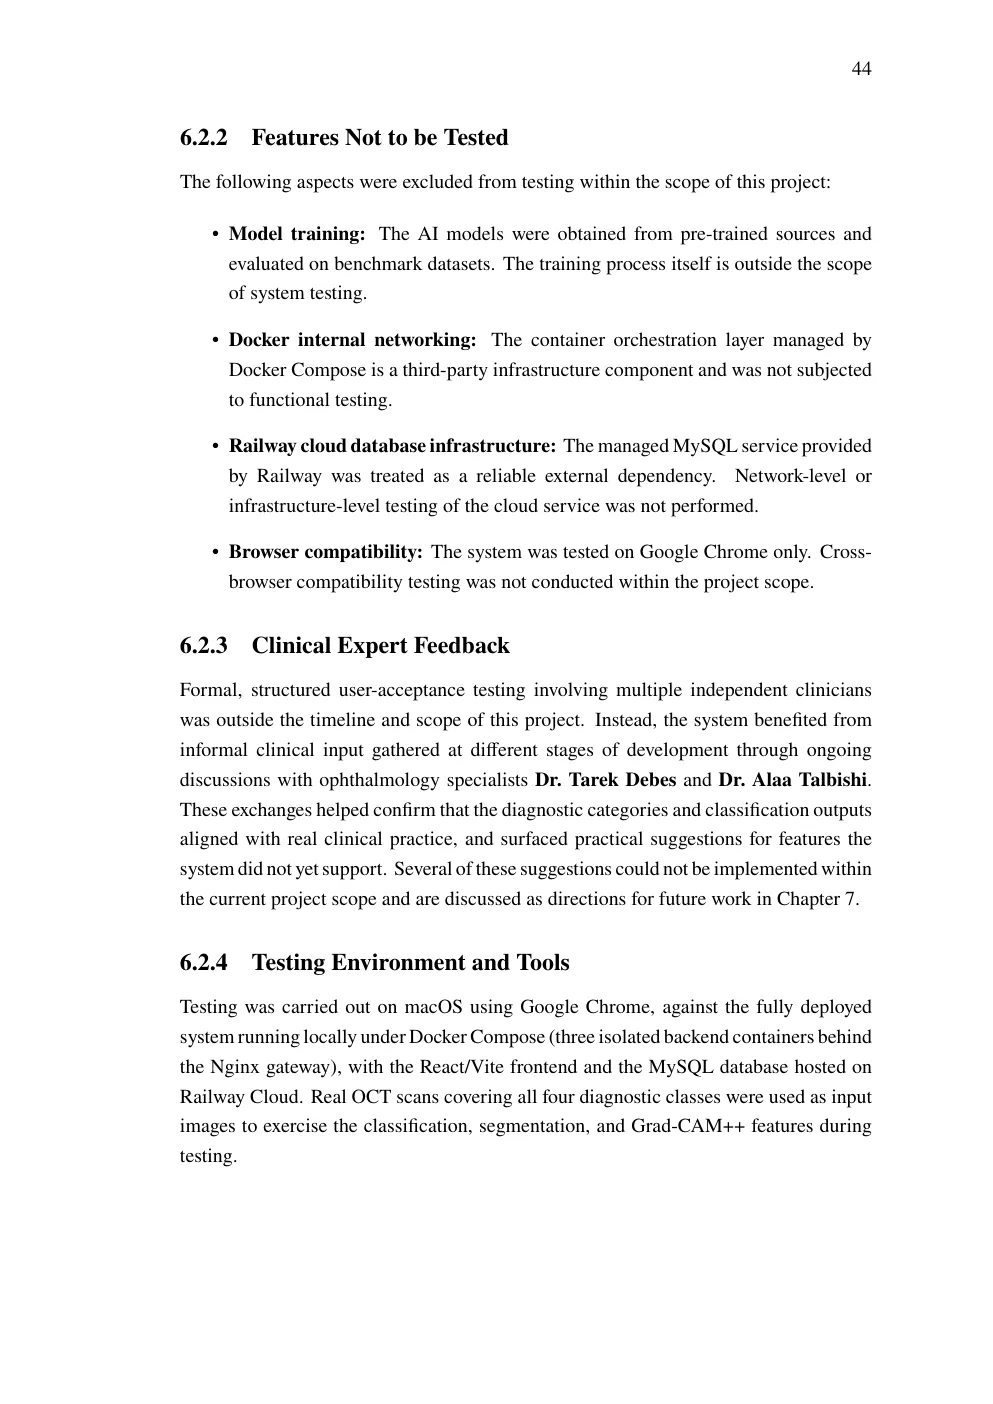 44
6.2.2 Features Not to be Tested
The following aspects were excluded from testing within the scope of this project:
• Model training: The AI models were obtained from pre-trained sources and
evaluated on benchmark datasets. The training process itself is outside the scope
of system testing.
• Docker internal networking: The container orchestration layer managed by
Docker Compose is a third-party infrastructure component and was not subjected
to functional testing.
• Railway cloud database infrastructure: The managed MySQL service provided
by Railway was treated as a reliable external dependency. Network-level or
infrastructure-level testing of the cloud service was not performed.
• Browser compatibility: The system was tested on Google Chrome only. Cross-
browser compatibility testing was not conducted within the project scope.
6.2.3 Clinical Expert Feedback
Formal, structured user-acceptance testing involving multiple independent clinicians
was outside the timeline and scope of this project. Instead, the system benefited from
informal clinical input gathered at different stages of development through ongoing
discussions with ophthalmology specialists Dr. Tarek Debes and Dr. Alaa Talbishi.
These exchanges helped confirm that the diagnostic categories and classification outputs
aligned with real clinical practice, and surfaced practical suggestions for features the
system did not yet support. Several of these suggestions could not be implemented within
the current project scope and are discussed as directions for future work in Chapter 7.
6.2.4 Testing Environment and Tools
Testing was carried out on macOS using Google Chrome, against the fully deployed
system running locally under Docker Compose (three isolated backend containers behind
the Nginx gateway), with the React/Vite frontend and the MySQL database hosted on
Railway Cloud. Real OCT scans covering all four diagnostic classes were used as input
images to exercise the classification, segmentation, and Grad-CAM++ features during
testing.